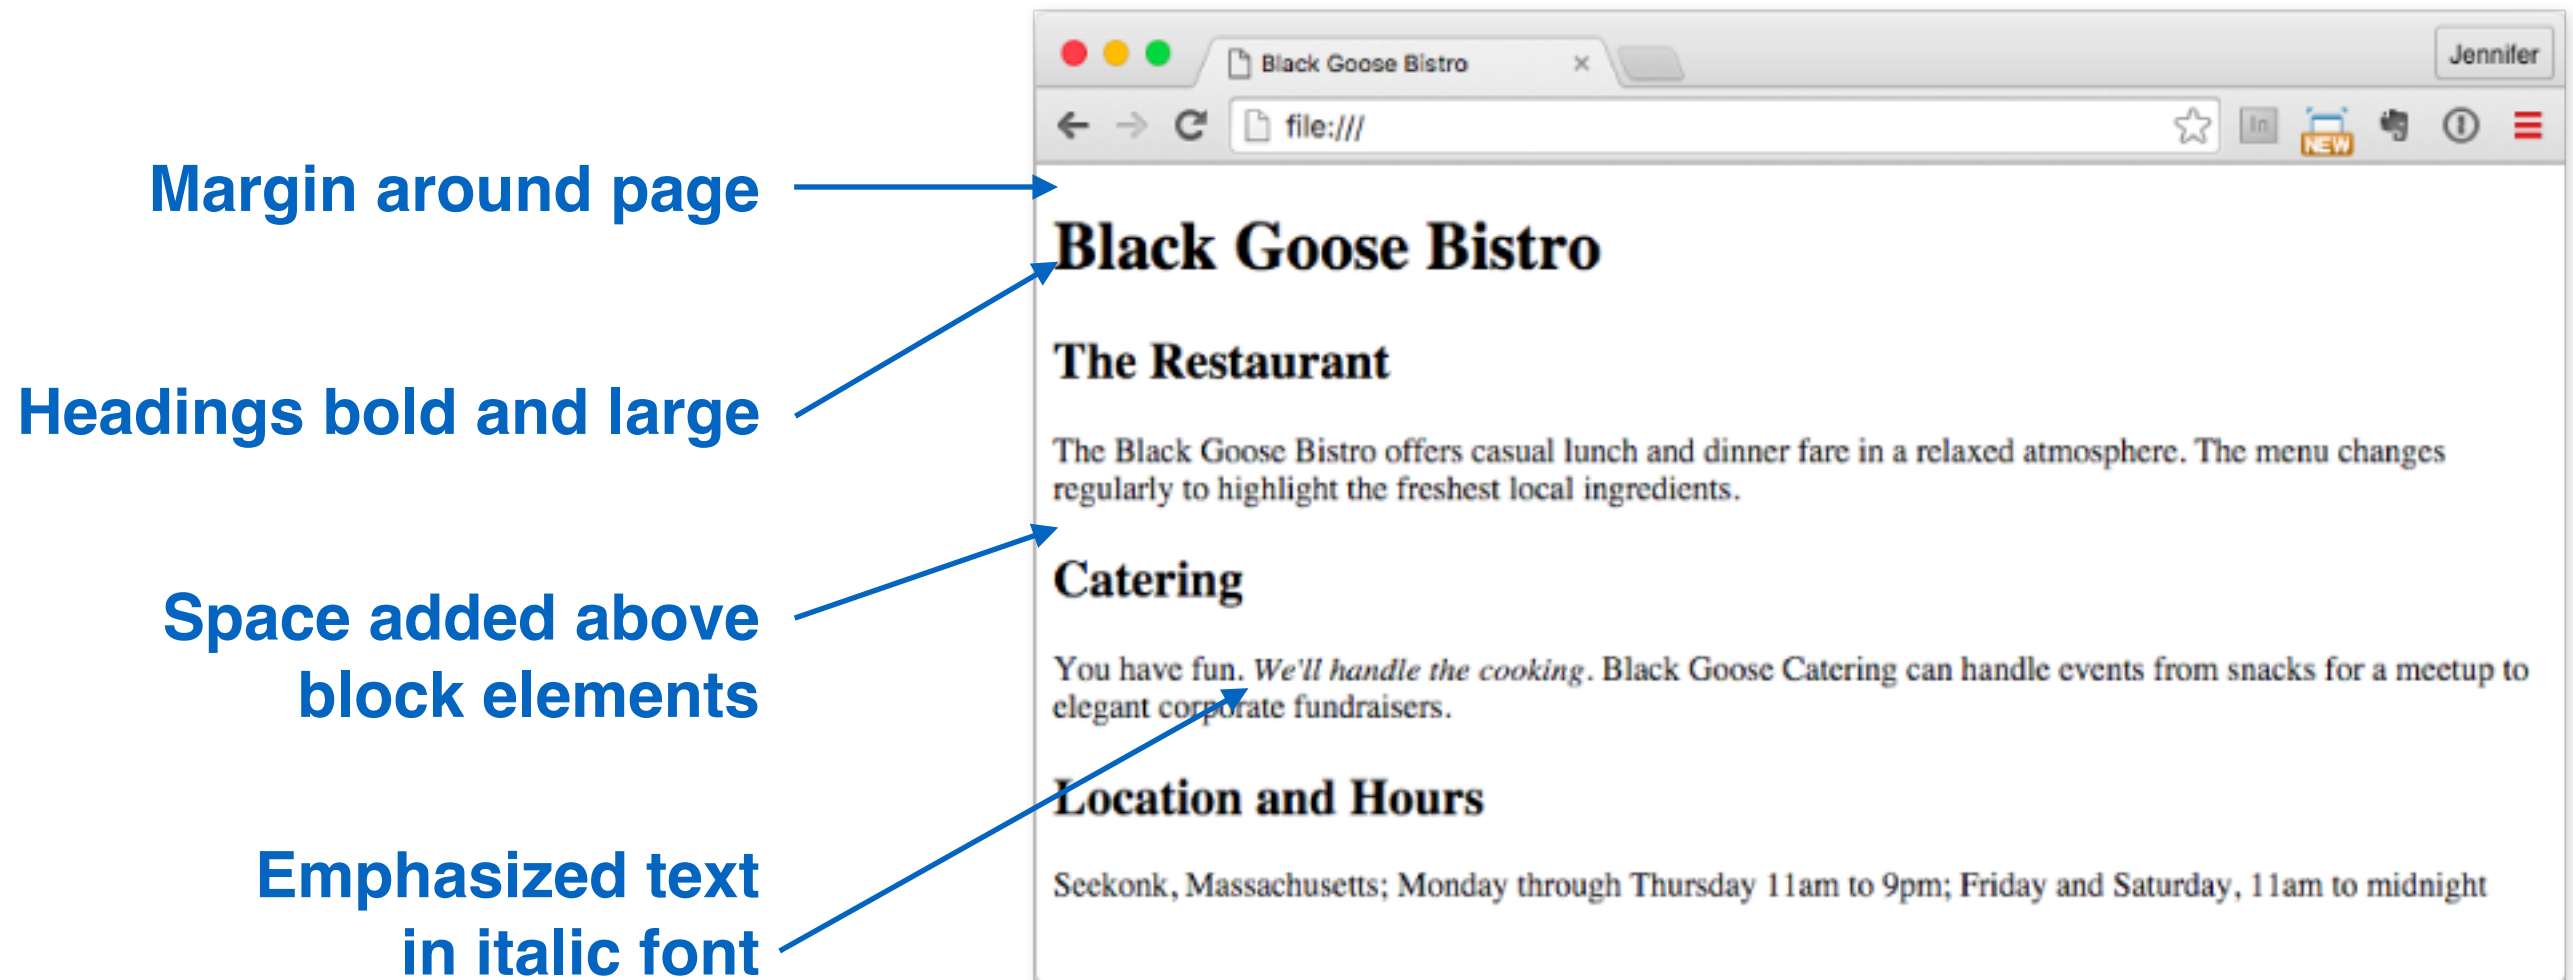 Black Goose Bistro
Jennifer
file:///
In
NEW
Margin around page
Black Goose Bistro
The Restaurant
Headings bold and large
The Black Goose Bistro offers casual lunch and dinner fare in a relaxed atmosphere. The menu changes
regularly to highlight the freshest local ingredients.
Space added above
block elements
Catering
You have fun. We'll handle the cooking. Black Goose Catering can handle events from snacks for a meetup to
elegant corporate fundraisers.
Location and Hours
Emphasized text
in italic font
Seekonk, Massachusetts; Monday through Thursday 11am to 9pm; Friday and Saturday, 11am to midnight